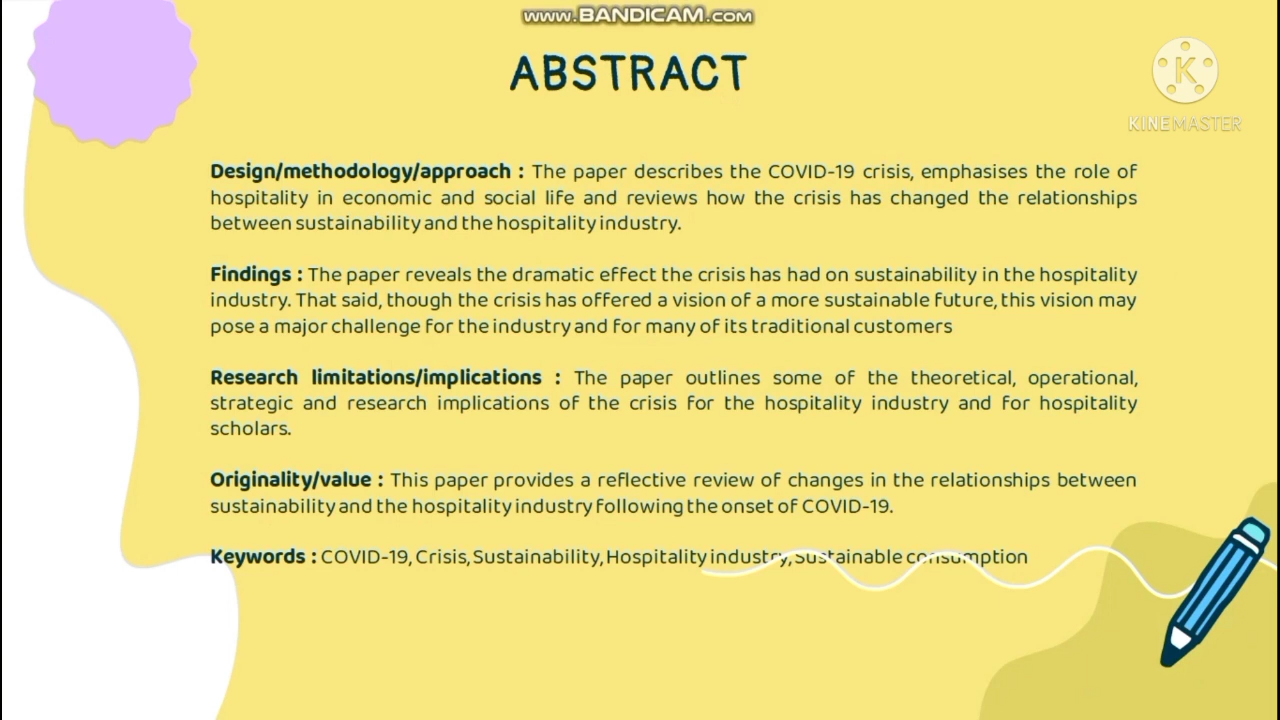 www.BANDICAM.com
ABSTRACT
K
KINEMASTER
Design/methodology/approach : The paper describes the COVID-19 crisis, emphasises the role of
hospitality in economic and social life and reviews how the crisis has changed the relationships
between sustainability and the hospitality industry.
Findings : The paper reveals the dramatic effect the crisis has had on sustainability in the hospitality
industry. That said, though the crisis has offered a vision of a more sustainable future, this vision may
pose a major challenge for the industry and for many of its traditional customers
Research limitations/implications : The paper outlines some of the theoretical, operational,
strategic and research implications of the crisis for the hospitality industry and for hospitality
scholars.
Originality/value : This paper provides a reflective review of changes in the relationships between
sustainability and the hospitality industry following the onset of COVID-19.
Keywords : COVID-19, Crisis, Sustainability, Hospitality industry, Sustainable consumption